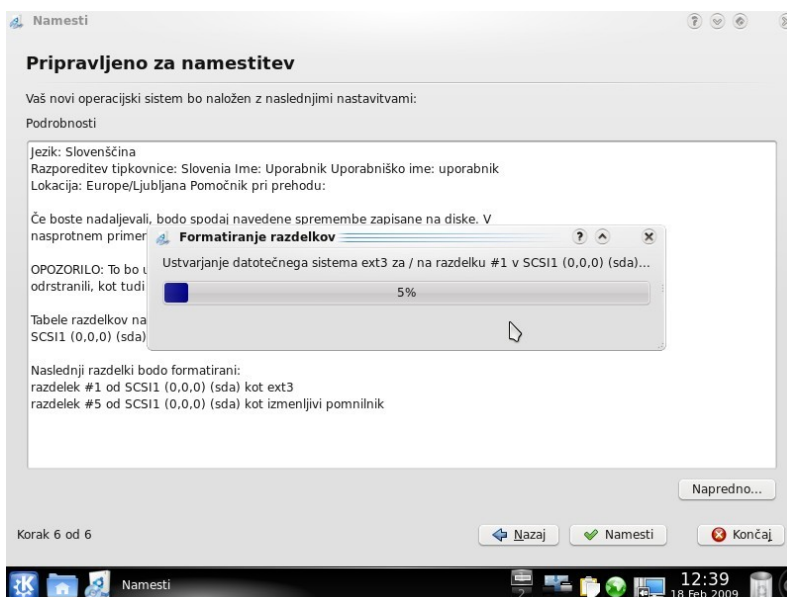 Namesti
Pripravljeno za namestitev
Vaš novi operacijski sistem bo naložen z naslednjimi nastavitvami:
Podrobnosti
Jezik: Slovenščina
Razporeditev tipkovnice: Slovenia Ime: Uporabnik Uporabniško ime: uporabnik
Lokacija: Europe/Ljubljana Pomočnik pri prehodu:
Če boste nadaljevali, bodo spodaj navedene spremembe zapisane na diske. V
nasprotnem primer
OPOZORILO: To bo u
odrstranili, kot tudi
Tabele razdelkov na
SCSI1 (0,0,0) (sda)
Formatiranje razdelkov
Ustvarjanje datotečnega sistema ext3 za / na razdelku #1 v SCSI1 (0,0,0) (sda)...
5%
Naslednji razdelki bodo formatirani:
razdelek #1 od SCSI1 (0,0,0) (sda) kot ext3
razdelek #5 od SCSI1 (0,0,0) (sda) kot izmenljivi pomnilnik
Napredno...
Korak 6 od 6
Nazaj
Namesti
Končaj
Namesti
2
12:39
18 Feb 2009